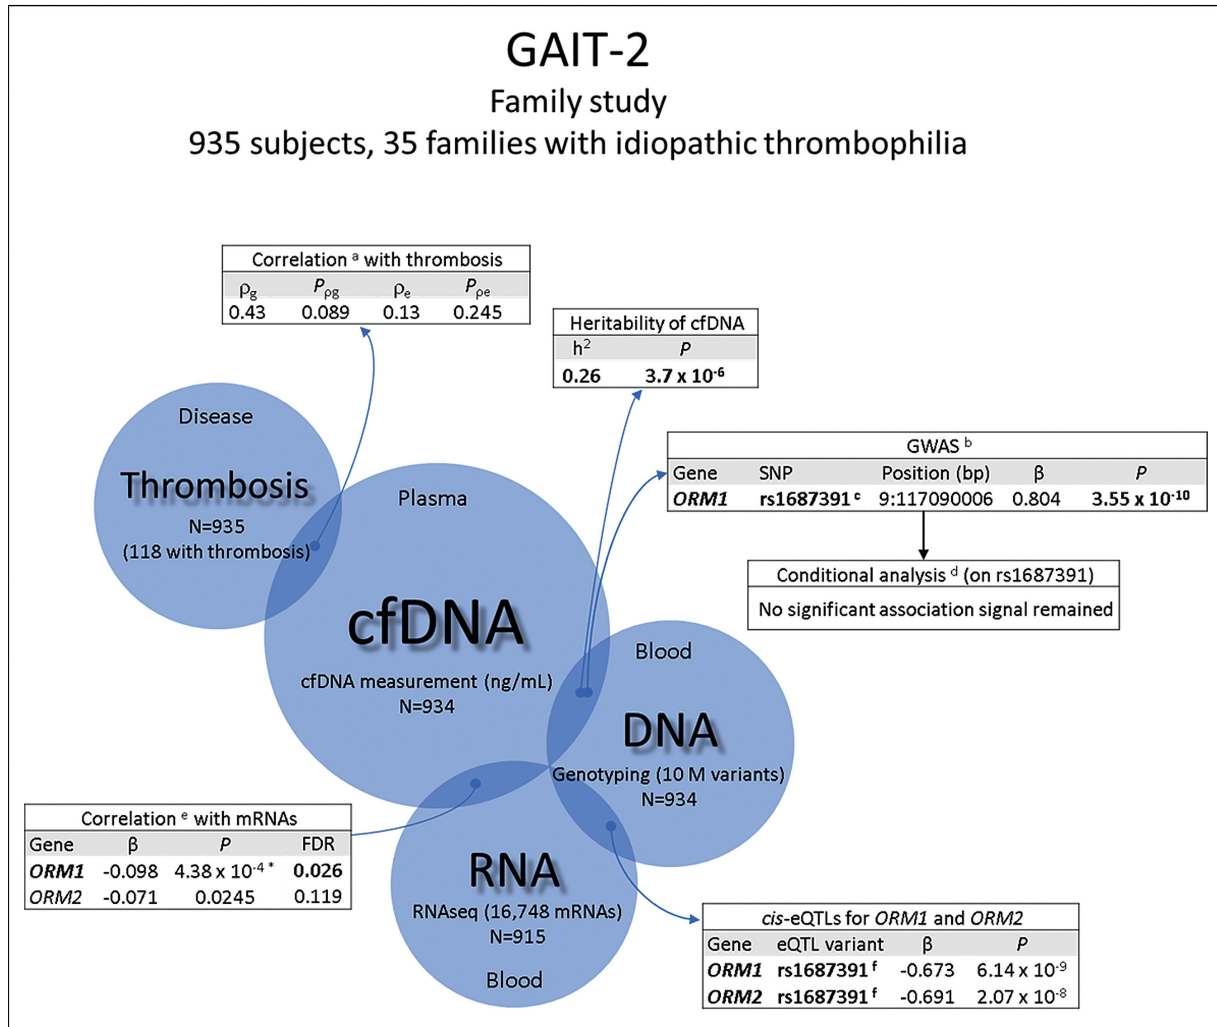 GAIT-2
Family study
935 subjects, 35 families with idiopathic thrombophilia
Correlation ᵃ with thrombosis
ρg Pρg ρe Pρe
0.43 0.089 0.13 0.245
Heritability of cfDNA
h² P
0.26 3.7 x 10⁻⁶
GWAS ᵇ
Gene SNP Position (bp) β P
ORM1 rs1687391 ᶜ 9:117090006 0.804 3.55 x 10⁻¹⁰
Conditional analysis ᵈ (on rs1687391)
No significant association signal remained
Disease
Thrombosis
N=935
(118 with thrombosis)
Plasma
cfDNA
cfDNA measurement (ng/mL)
N=934
Blood
DNA
Genotyping (10 M variants)
N=934
Correlation ᵉ with mRNAs
Gene β P FDR
ORM1 -0.098 4.38 x 10⁻⁴ * 0.026
ORM2 -0.071 0.0245 0.119
RNA
RNAseq (16,748 mRNAs)
N=915
Blood
cis-eQTLs for ORM1 and ORM2
Gene eQTL variant β P
ORM1 rs1687391 ᶠ -0.673 6.14 x 10⁻⁹
ORM2 rs1687391 ᶠ -0.691 2.07 x 10⁻⁸